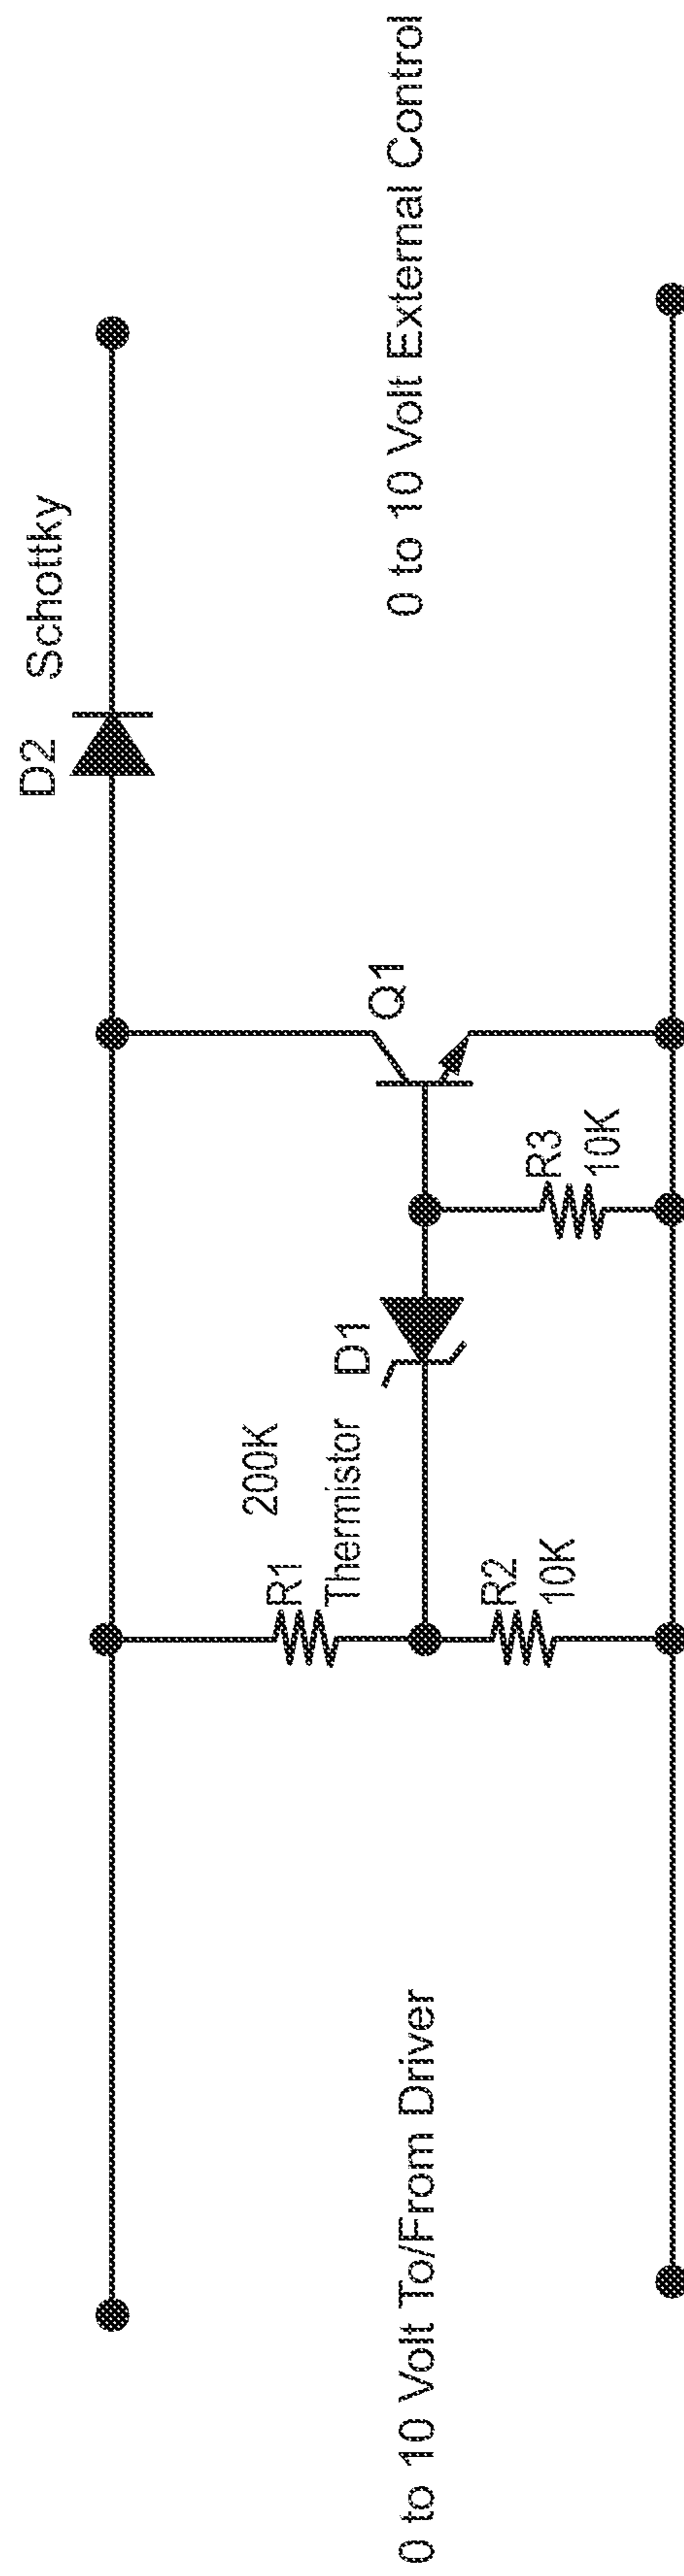 D2
Schottky
200K
R1
Thermistor
D1
Q1
0 to 10 Volt To/From Driver
0 to 10 Volt External Control
R2
10K
R3
10K